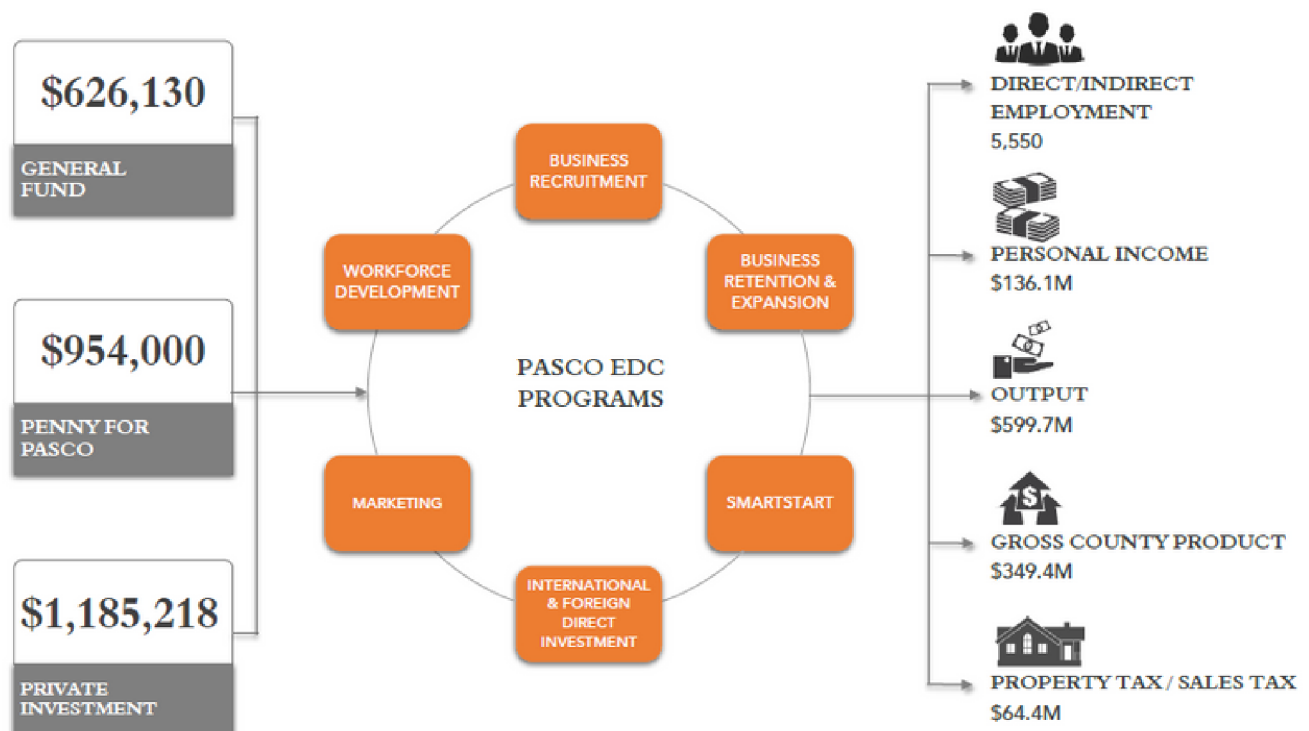 $626,130
GENERAL
FUND
$954,000
PENNY FOR
PASCO
$1,185,218
PRIVATE
INVESTMENT
BUSINESS
RECRUITMENT
WORKFORCE
DEVELOPMENT
BUSINESS
RETENTION &
EXPANSION
PASCO EDC
PROGRAMS
MARKETING
SMARTSTART
INTERNATIONAL
& FOREIGN
DIRECT
INVESTMENT
DIRECT/INDIRECT
EMPLOYMENT
5,550
PERSONAL INCOME
$136.1M
OUTPUT
$599.7M
$
GROSS COUNTY PRODUCT
$349.4M
PROPERTY TAX / SALES TAX
$64.4M